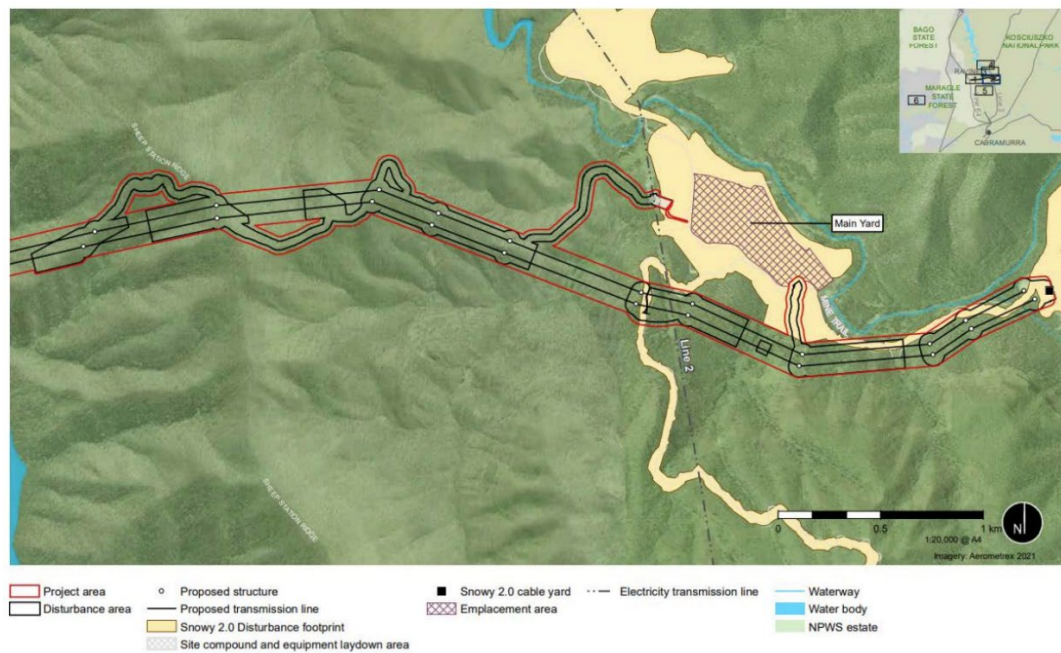 BAGO
STATE
FOREST
KOSCIUSZKO
NATIONAL PARK
MARAGLE
STATE
FOREST
5
6
CABRAMURRA
SHEEP STATION RIDGE
Main Yard
MINE TRAIL
Line 2
SHEEP STATION RIDGE
0 0.5 1 km
1:20,000 @ A4
Imagery: Aerometrex 2021
N
Project area
Disturbance area
Proposed structure
Proposed transmission line
Snowy 2.0 Disturbance footprint
Site compound and equipment laydown area
Snowy 2.0 cable yard
Emplacement area
Electricity transmission line
Waterway
Water body
NPWS estate